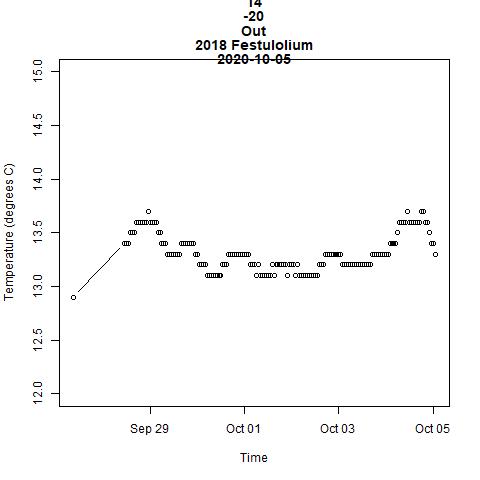 14
-20
Out
2018 Festulolium
2020-10-05
Temperature (degrees C)
15.0
14.5
14.0
13.5
13.0
12.5
12.0
Sep 29
Oct 01
Oct 03
Oct 05
Time